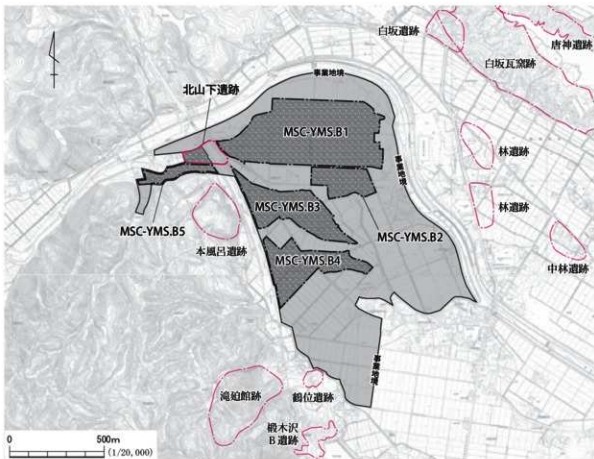 白坂遺跡
唐神遺跡
白坂瓦窯跡
事業地境
北山下遺跡
MSC-YMS.B1
林遺跡
事業地境
林遺跡
MSC-YMS.B5
MSC-YMS.B3
MSC-YMS.B2
本風呂遺跡
中林遺跡
MSC-YMS.B4
事業地境
滝迫館跡
鶴位遺跡
椴木沢
B遺跡
0 500m
(1/20,000)